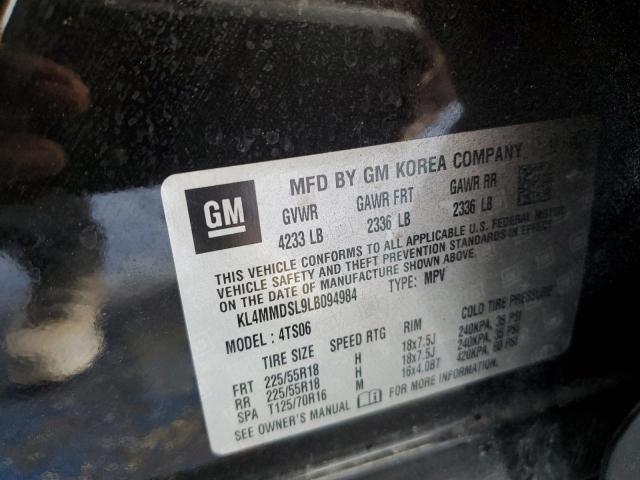 MFD BY GM KOREA COMPANY
GM
GVWR GAWR FRT GAWR RR
4233 LB 2336 LB 2336 LB
THIS VEHICLE CONFORMS TO ALL APPLICABLE U.S. FEDERAL MOTOR
VEHICLE SAFETY AND THEFT PREVENTION STANDARDS IN EFFECT
ON THE DATE OF MANUFACTURE SHOWN ABOVE.
KL4MMDSL9LB094984 TYPE: MPV
MODEL: 4TS06
TIRE SIZE SPEED RTG RIM COLD TIRE PRESSURE
FRT 225/55R18 H 18x7.5J 240KPA, 35 PSI
RR 225/55R18 H 18x7.5J 240KPA, 35 PSI
SPA T125/70R16 M 16x4.0BT 420KPA, 60 PSI
SEE OWNER'S MANUAL FOR MORE INFORMATION.